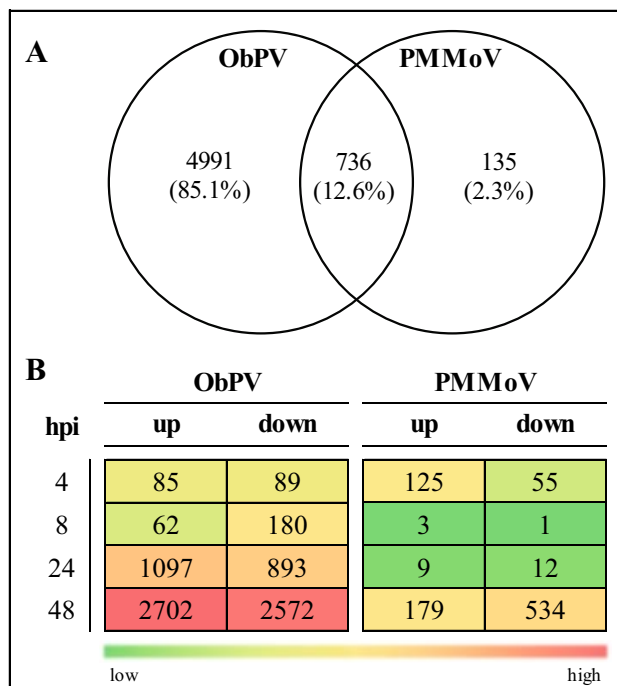 A
ObPV PMMoV
4991 736 135
(85.1%) (12.6%) (2.3%)
B
ObPV PMMoV
hpi up down up down
4 85 89 125 55
8 62 180 3 1
24 1097 893 9 12
48 2702 2572 179 534
low high